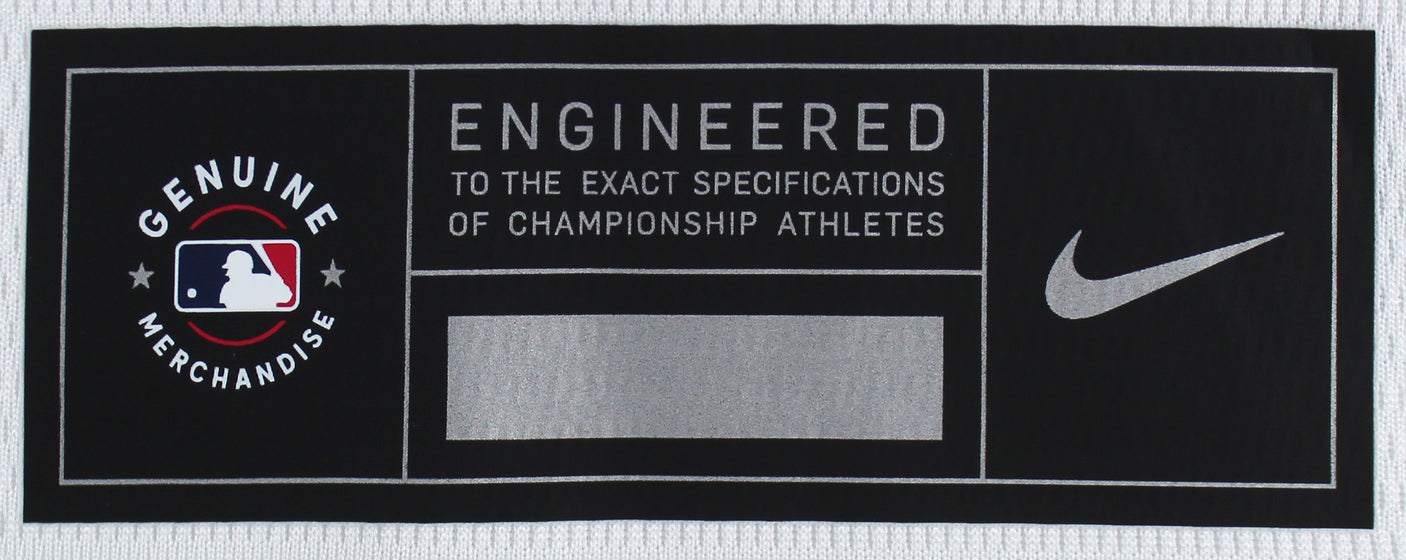 GENUINE
MERCHANDISE
ENGINEERED
TO THE EXACT SPECIFICATIONS
OF CHAMPIONSHIP ATHLETES